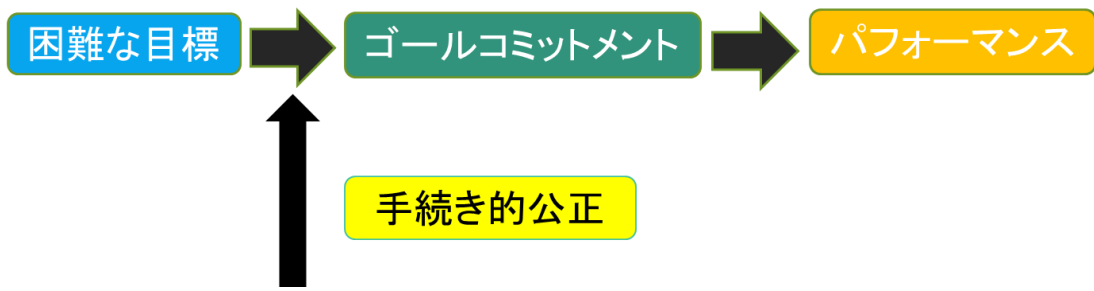 困難な目標
ゴールコミットメント
パフォーマンス
手続き的公正